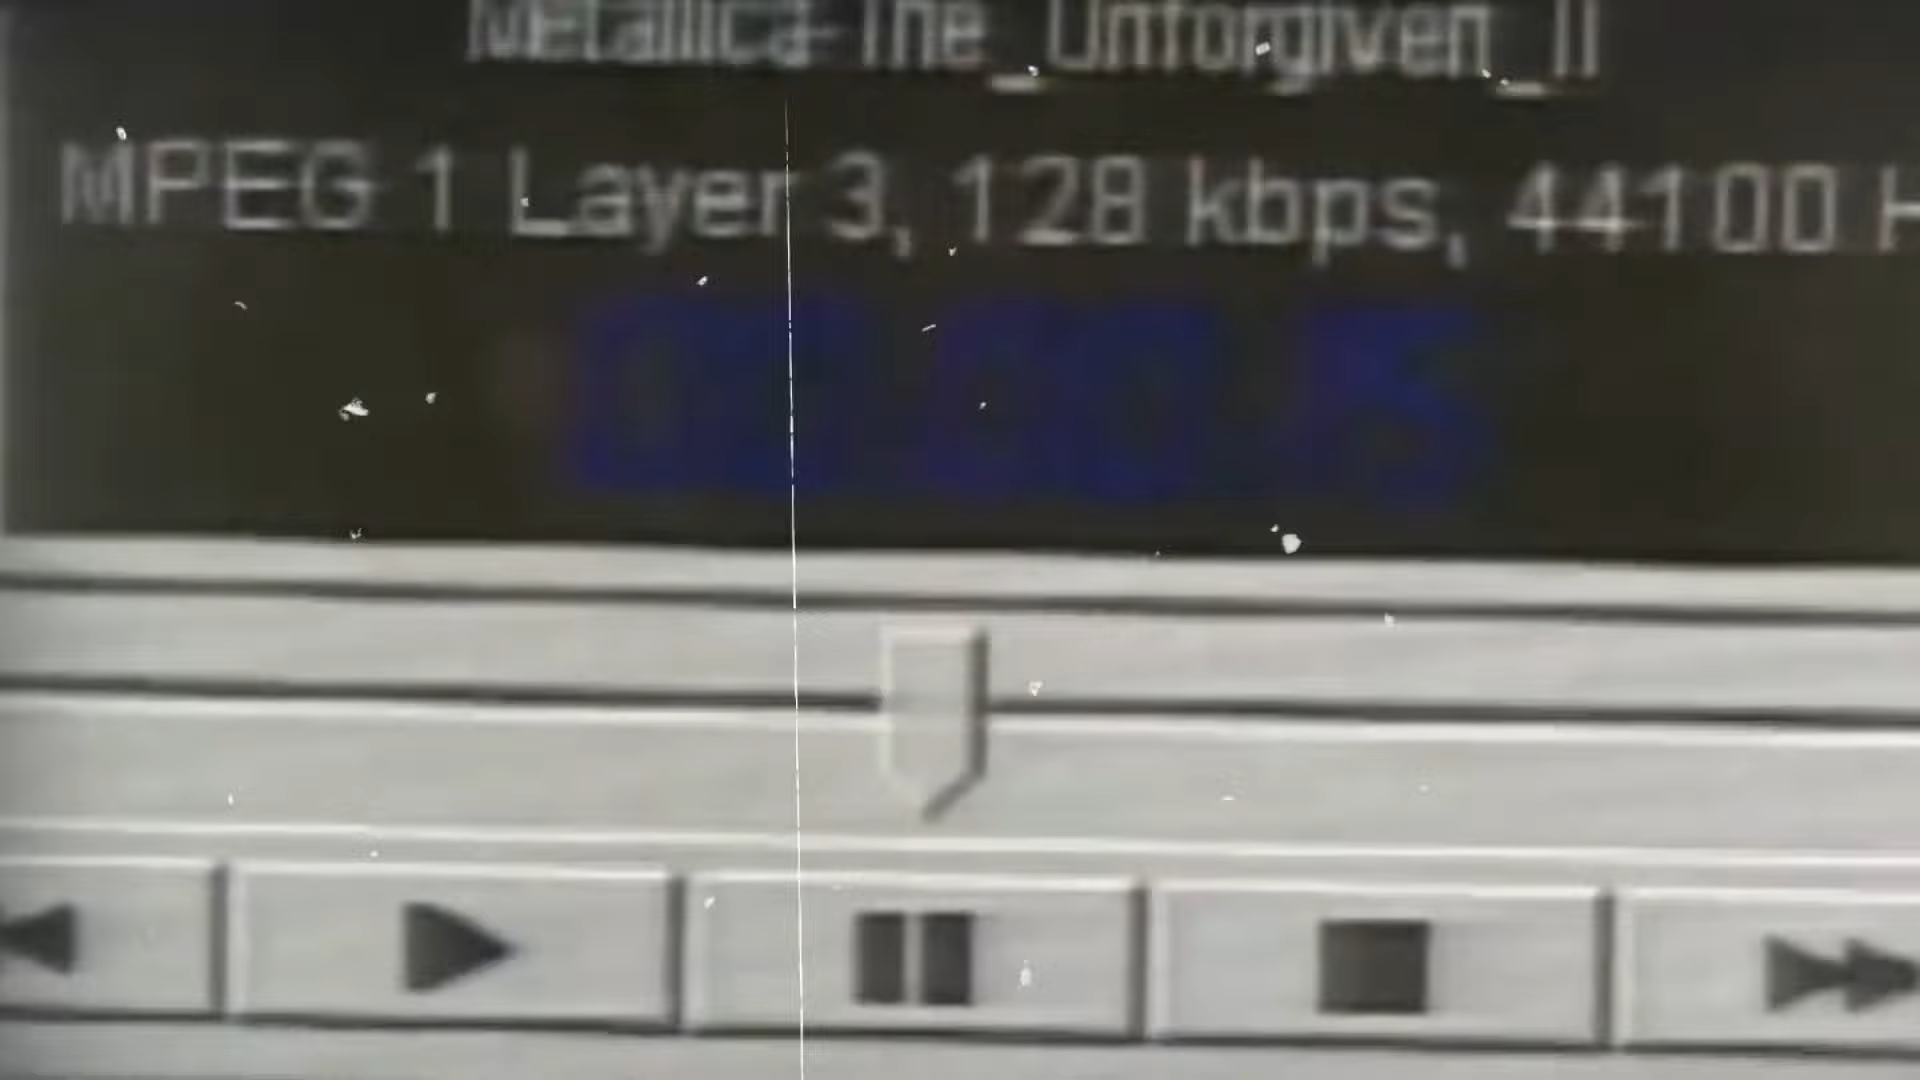 Metallica-The_Unforgiven_II
MPEG 1 Layer 3, 128 kbps, 44100 H